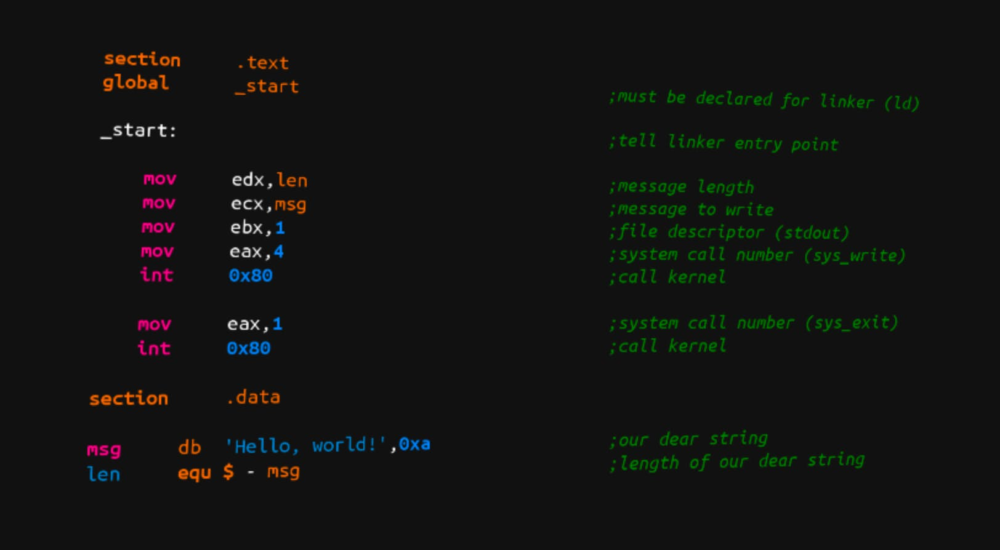 section .text
global _start ;must be declared for linker (ld)
_start: ;tell linker entry point
mov edx,len ;message length
mov ecx,msg ;message to write
mov ebx,1 ;file descriptor (stdout)
mov eax,4 ;system call number (sys_write)
int 0x80 ;call kernel
mov eax,1 ;system call number (sys_exit)
int 0x80 ;call kernel
section .data
msg db 'Hello, world!',0xa ;our dear string
len equ $ - msg ;length of our dear string